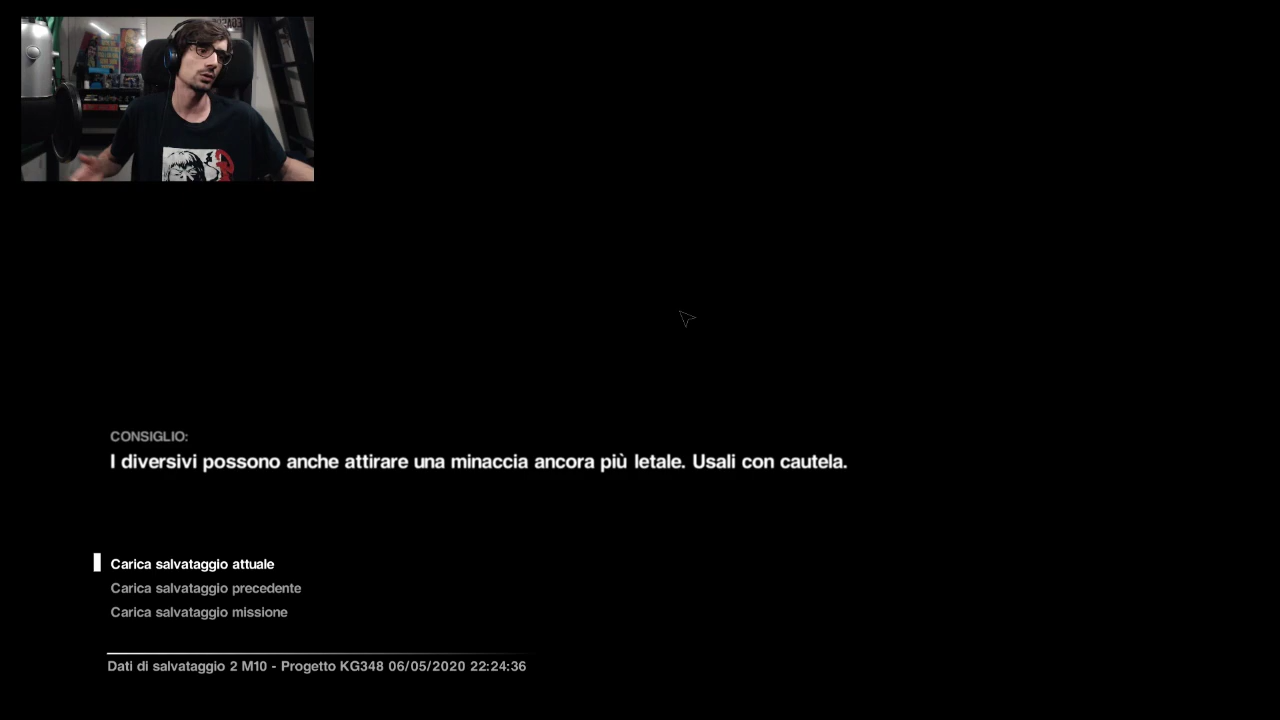 CONSIGLIO:
I diversivi possono anche attirare una minaccia ancora più letale. Usali con cautela.
Carica salvataggio attuale
Carica salvataggio precedente
Carica salvataggio missione
Dati di salvataggio 2 M10 - Progetto KG348 06/05/2020 22:24:36